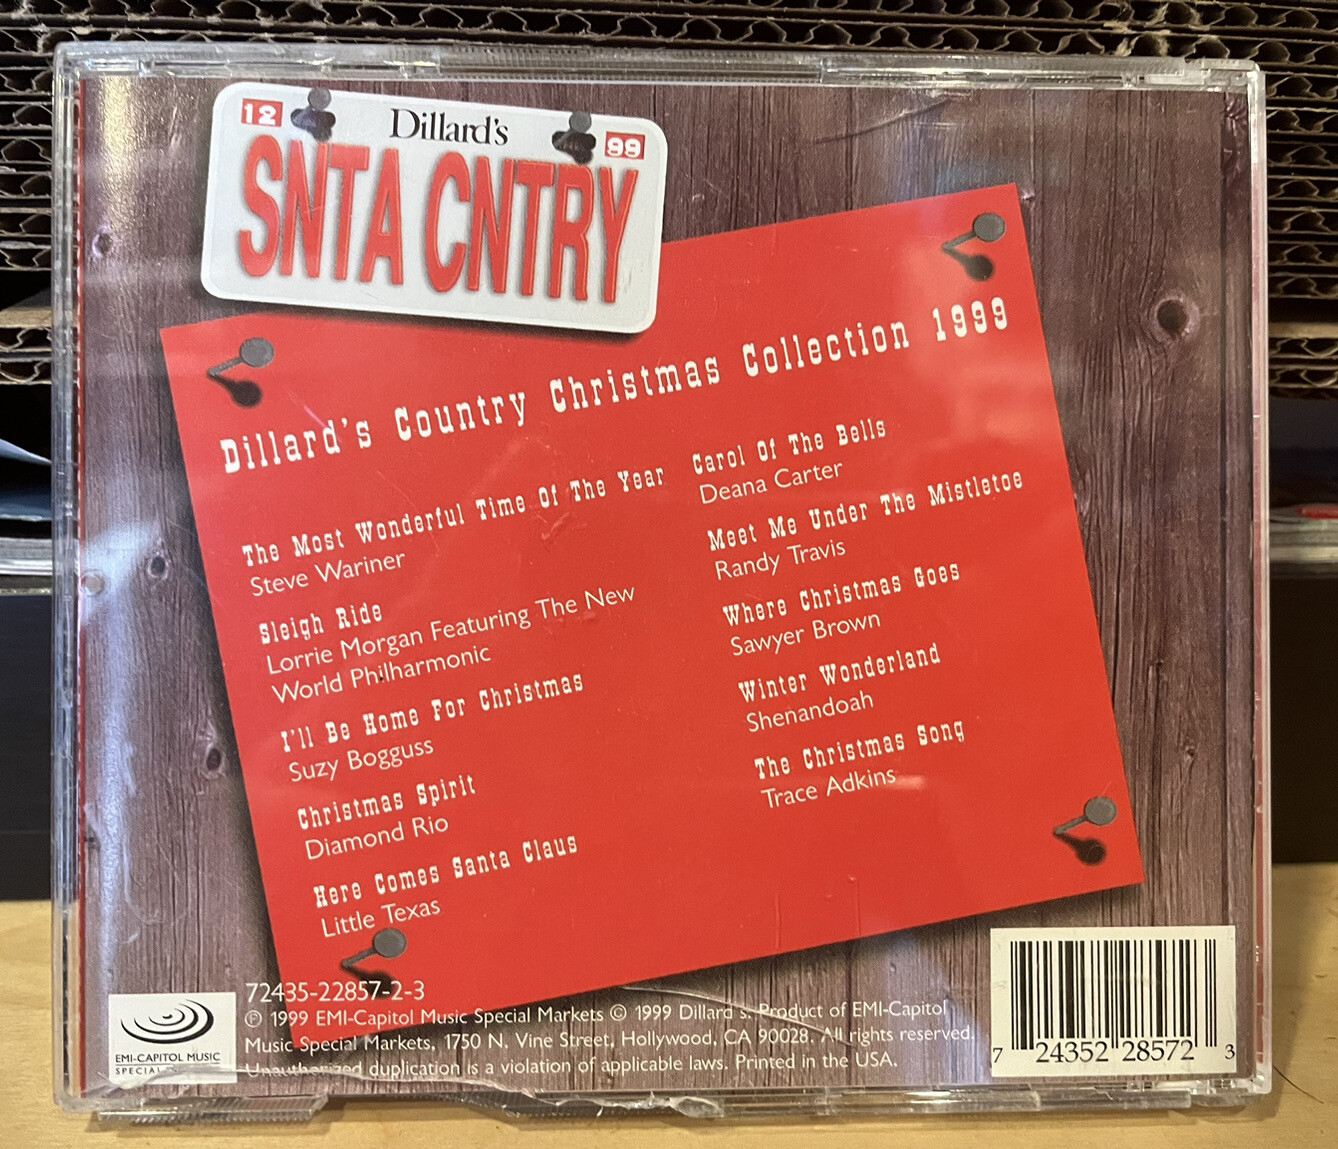 12
Dillard's
99
SNTA CNTRY
Dillard's Country Christmas Collection 1999
The Most Wonderful Time Of The Year
Steve Wariner
Sleigh Ride
Lorrie Morgan Featuring The New
World Philharmonic
I'll Be Home For Christmas
Suzy Bogguss
Christmas Spirit
Diamond Rio
Here Comes Santa Claus
Little Texas
Carol Of The Bells
Deana Carter
Meet Me Under The Mistletoe
Randy Travis
Where Christmas Goes
Sawyer Brown
Winter Wonderland
Shenandoah
The Christmas Song
Trace Adkins
72435-22857-2-3
℗ 1999 EMI-Capitol Music Special Markets © 1999 Dillard's. Product of EMI-Capitol
Music Special Markets, 1750 N. Vine Street, Hollywood, CA 90028. All rights reserved.
Unauthorized duplication is a violation of applicable laws. Printed in the USA.
EMI-CAPITOL MUSIC
SPECIAL
7 24352 28572 3